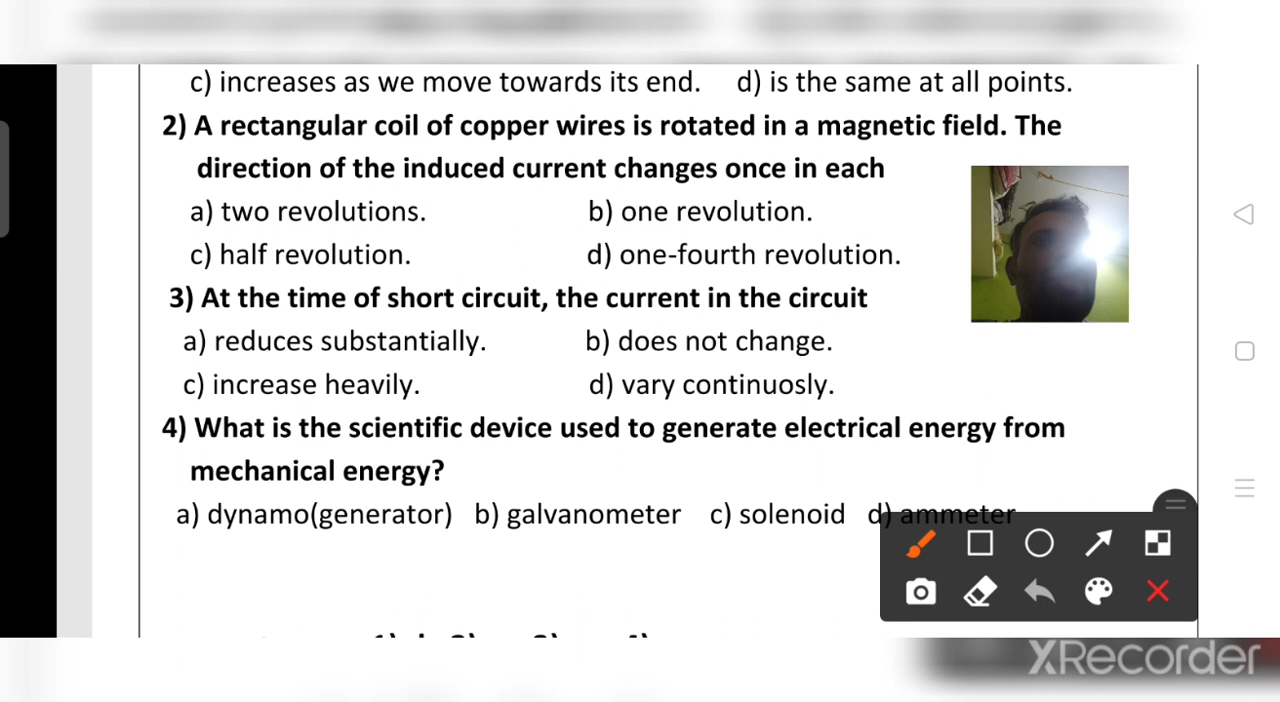 c) increases as we move towards its end. d) is the same at all points.
2) A rectangular coil of copper wires is rotated in a magnetic field. The
direction of the induced current changes once in each
a) two revolutions. b) one revolution.
c) half revolution. d) one-fourth revolution.
3) At the time of short circuit, the current in the circuit
a) reduces substantially. b) does not change.
c) increase heavily. d) vary continuosly.
4) What is the scientific device used to generate electrical energy from
mechanical energy?
a) dynamo(generator) b) galvanometer c) solenoid d) ammeter
XRecorder